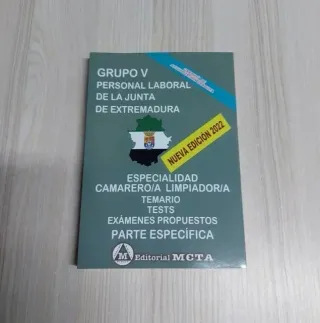 GRUPO V
PERSONAL LABORAL
DE LA JUNTA
DE EXTREMADURA
NUEVA EDICIÓN 2022
ESPECIALIDAD
CAMARERO/A LIMPIADOR/A
TEMARIO
TESTS
EXÁMENES PROPUESTOS
PARTE ESPECÍFICA
Editorial MCTA